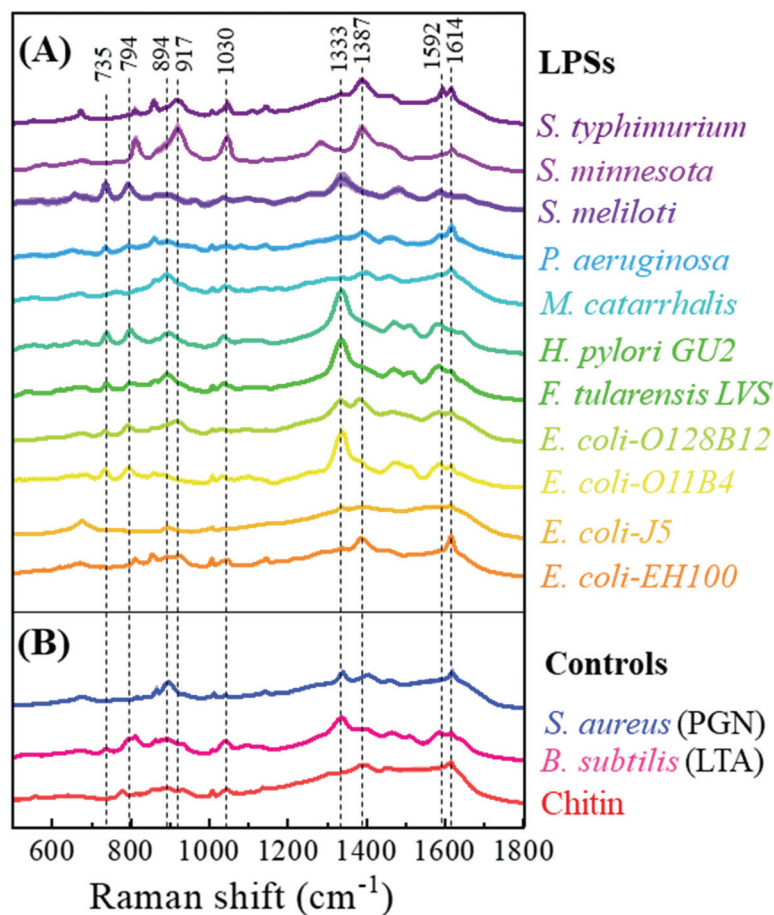 (A)
735
794
894
917
1030
1333
1387
1592
1614
LPSs
S. typhimurium
S. minnesota
S. meliloti
P. aeruginosa
M. catarrhalis
H. pylori GU2
F. tularensis LVS
E. coli-O128B12
E. coli-O11B4
E. coli-J5
E. coli-EH100
(B)
Controls
S. aureus (PGN)
B. subtilis (LTA)
Chitin
600 800 1000 1200 1400 1600 1800
Raman shift (cm⁻¹)